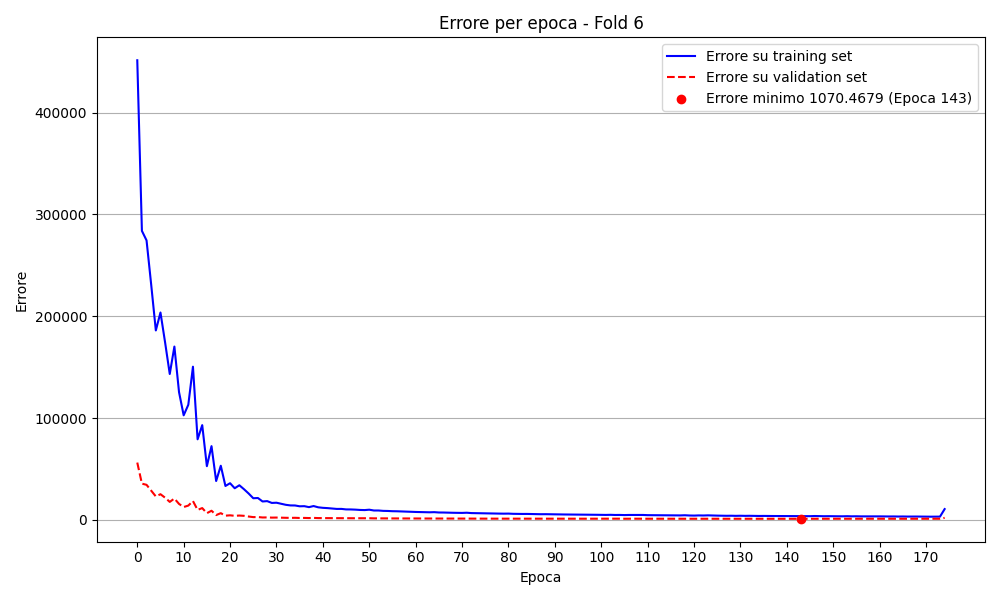 Errore per epoca - Fold 6
Errore su training set
Errore su validation set
Errore minimo 1070.4679 (Epoca 143)
Errore
400000
300000
200000
100000
0
0 10 20 30 40 50 60 70 80 90 100 110 120 130 140 150 160 170
Epoca